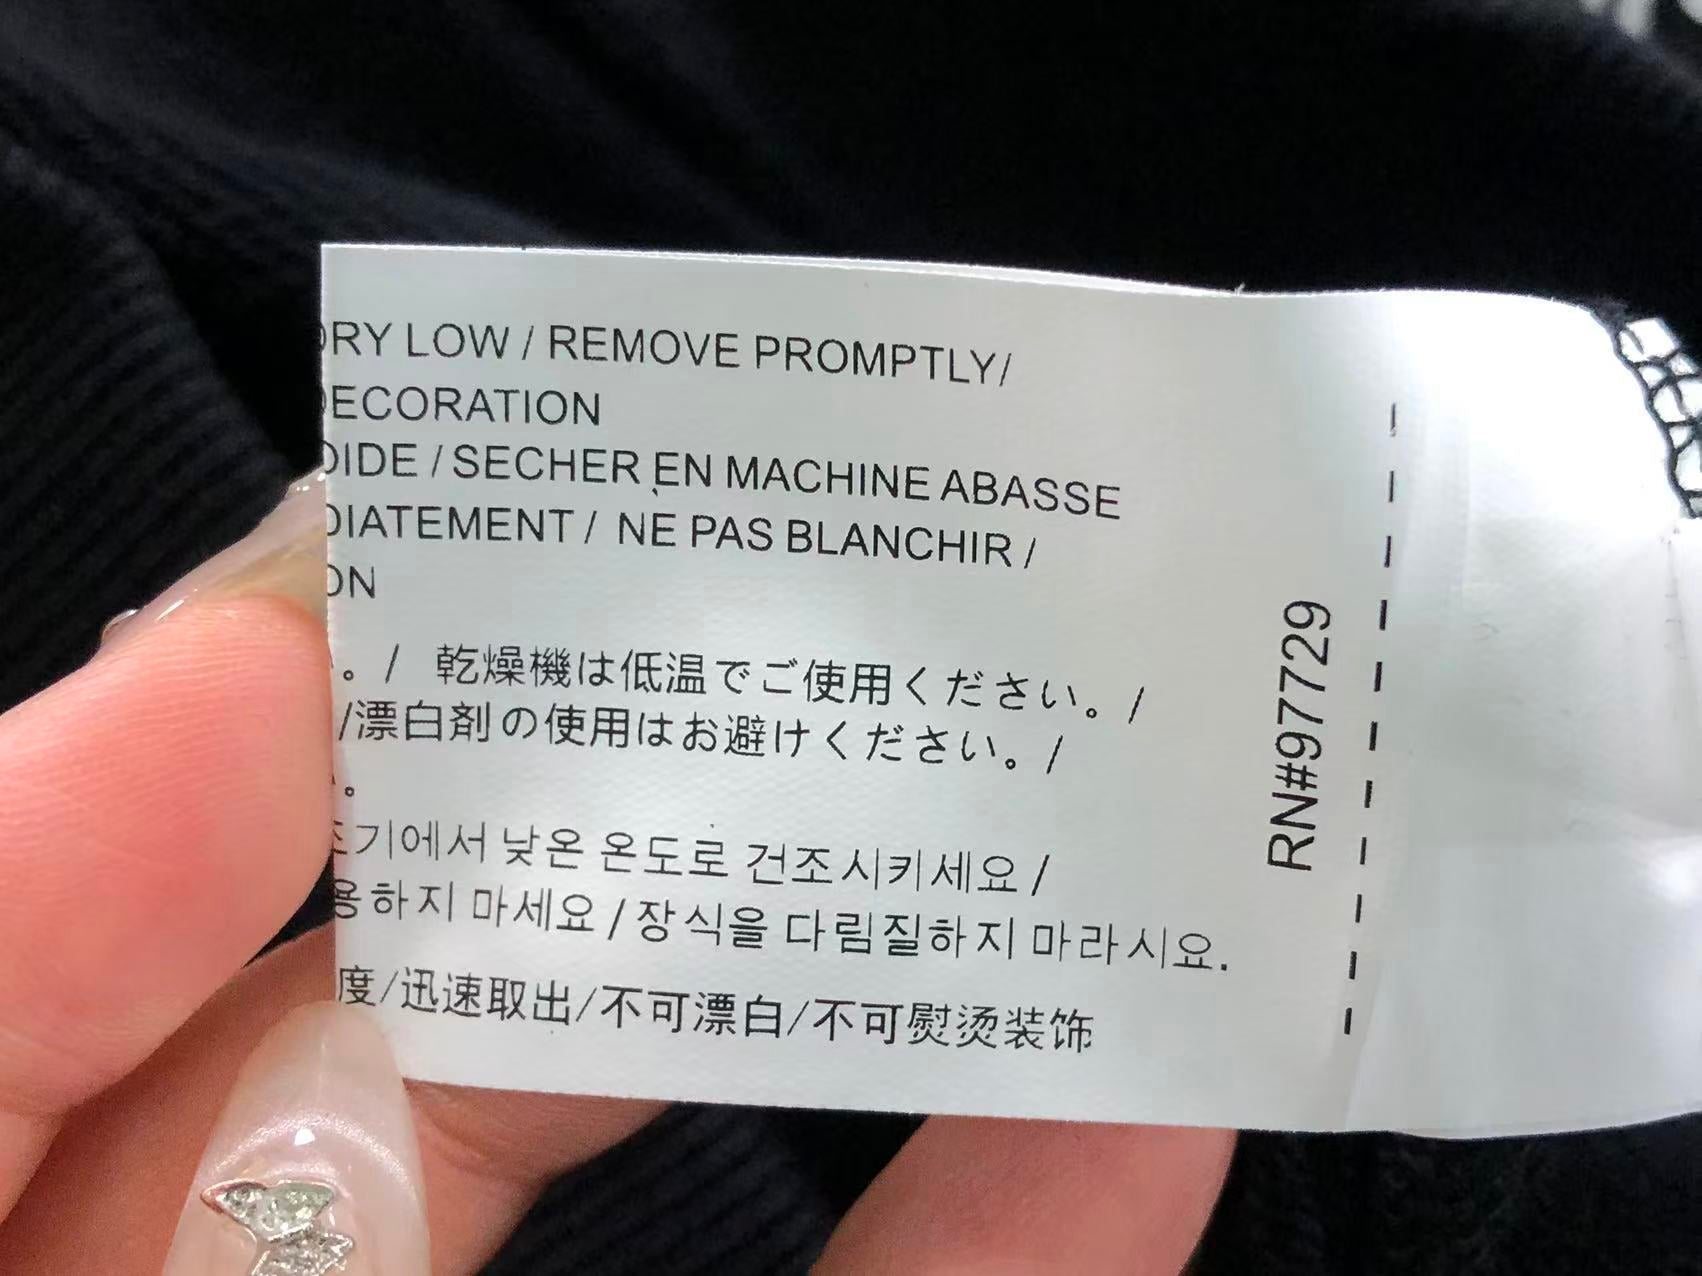 DRY LOW / REMOVE PROMPTLY/
DECORATION
OIDE / SECHER EN MACHINE ABASSE
DIATEMENT / NE PAS BLANCHIR /
ON
。/ 乾燥機は低温でご使用ください。/
/漂白剤の使用はお避けください。/
。
조기에서 낮은 온도로 건조시키세요 /
용하지 마세요 / 장식을 다림질하지 마라시요.
度/迅速取出/不可漂白/不可熨烫装饰
RN#97729